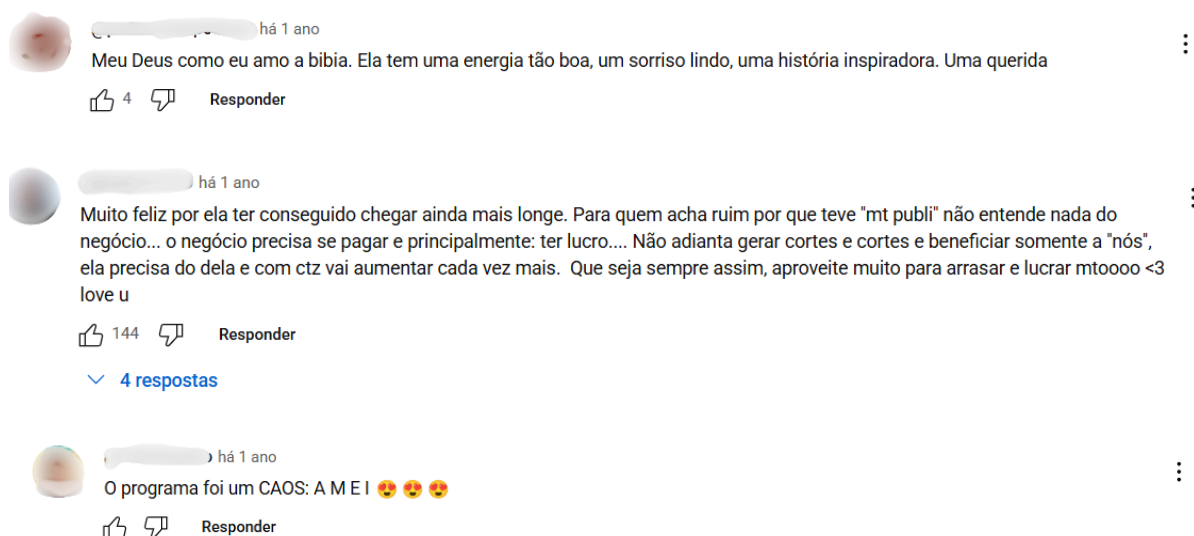 há 1 ano
Meu Deus como eu amo a bibia. Ela tem uma energia tão boa, um sorriso lindo, uma história inspiradora. Uma querida
4 Responder
há 1 ano
Muito feliz por ela ter conseguido chegar ainda mais longe. Para quem acha ruim por que teve "mt publi" não entende nada do
negócio... o negócio precisa se pagar e principalmente: ter lucro.... Não adianta gerar cortes e cortes e beneficiar somente a "nós",
ela precisa do dela e com ctz vai aumentar cada vez mais.  Que seja sempre assim, aproveite muito para arrasar e lucrar mtoooo <3
love u
144 Responder
4 respostas
há 1 ano
O programa foi um CAOS: A M E I 😍 😍 😍
Responder